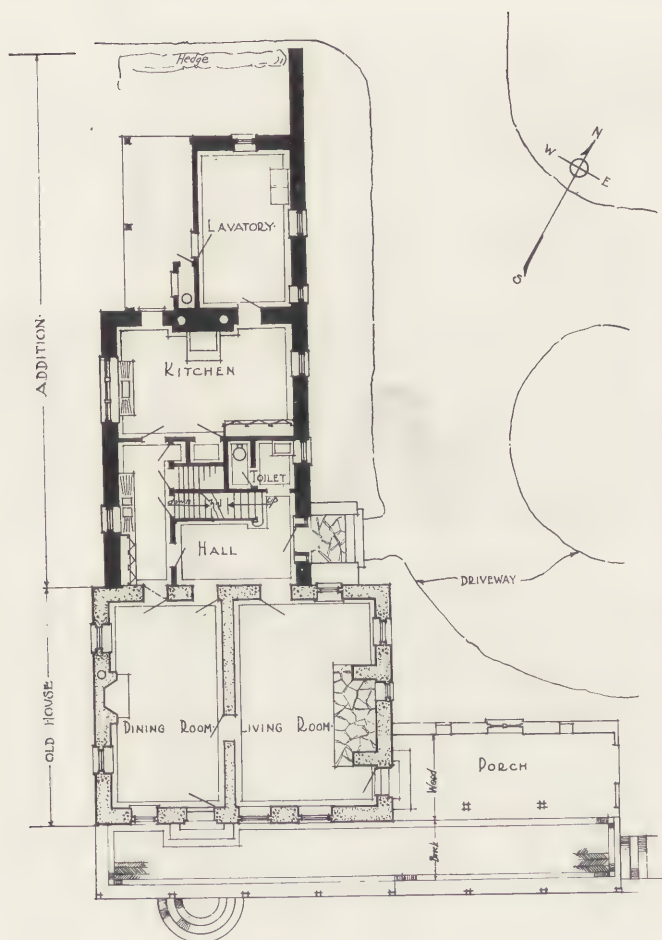 Hedge
N
W
E
S
LAVATORY.
ADDITION.
KITCHEN
TOILET
down
up
HALL
DRIVEWAY
OLD HOUSE
DINING ROOM.
LIVING ROOM.
PORCH
Wood
Brick